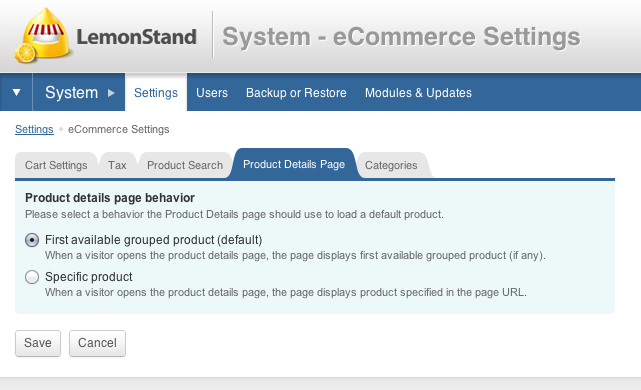 LemonStand
System - eCommerce Settings
System
Settings
Users
Backup or Restore
Modules & Updates
Settings • eCommerce Settings
Cart Settings
Tax
Product Search
Product Details Page
Categories
Product details page behavior
Please select a behavior the Product Details page should use to load a default product.
First available grouped product (default)
When a visitor opens the product details page, the page displays first available grouped product (if any).
Specific product
When a visitor opens the product details page, the page displays product specified in the page URL.
Save
Cancel